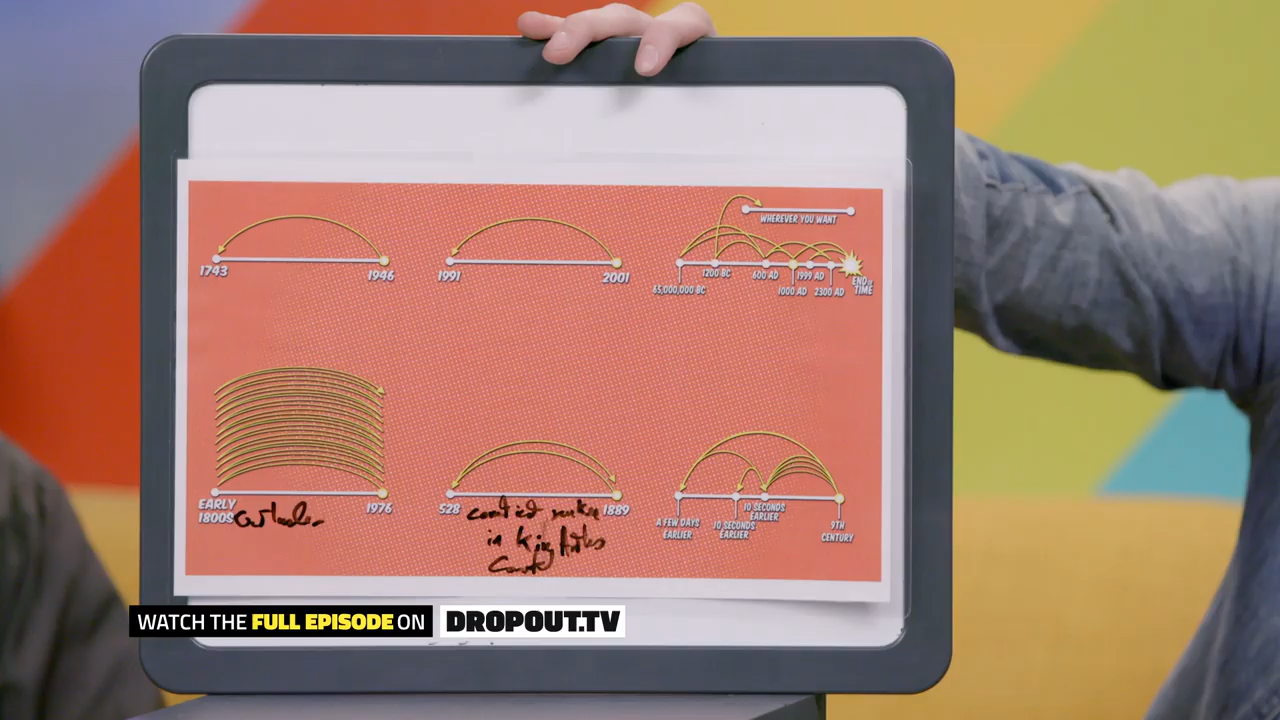 WHEREVER YOU WANT
1743
1946
1991
2001
1200 BC
600 AD
1999 AD
END OF TIME
65,000,000 BC
1000 AD
2300 AD
EARLY 1800S
1976
528
1889
in King
A FEW DAYS EARLIER
10 SECONDS EARLIER
10 SECONDS EARLIER
9TH CENTURY
WATCH THE FULL EPISODE ON DROPOUT.TV